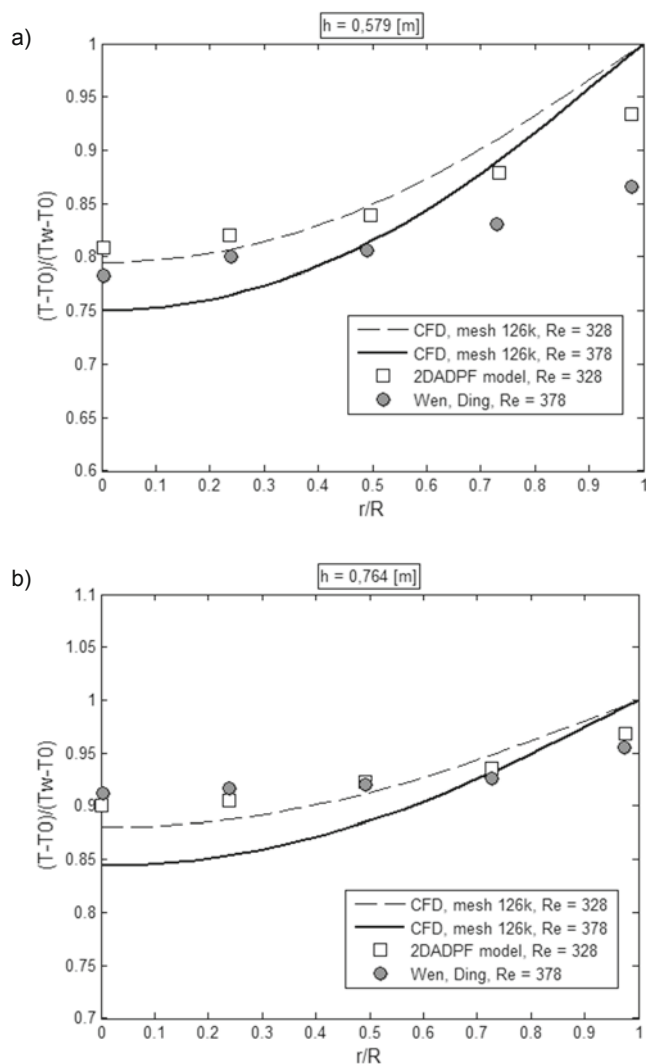 a)
h = 0,579 [m]
1
0.95
0.9
0.85
0.8
0.75
0.7
0.65
0.6
(T-T0)/(Tw-T0)
CFD, mesh 126k, Re = 328
CFD, mesh 126k, Re = 378
2DADPF model, Re = 328
Wen, Ding, Re = 378
0 0.1 0.2 0.3 0.4 0.5 0.6 0.7 0.8 0.9 1
r/R
b)
h = 0,764 [m]
1.1
1.05
1
0.95
0.9
0.85
0.8
0.75
0.7
(T-T0)/(Tw-T0)
CFD, mesh 126k, Re = 328
CFD, mesh 126k, Re = 378
2DADPF model, Re = 328
Wen, Ding, Re = 378
0 0.1 0.2 0.3 0.4 0.5 0.6 0.7 0.8 0.9 1
r/R